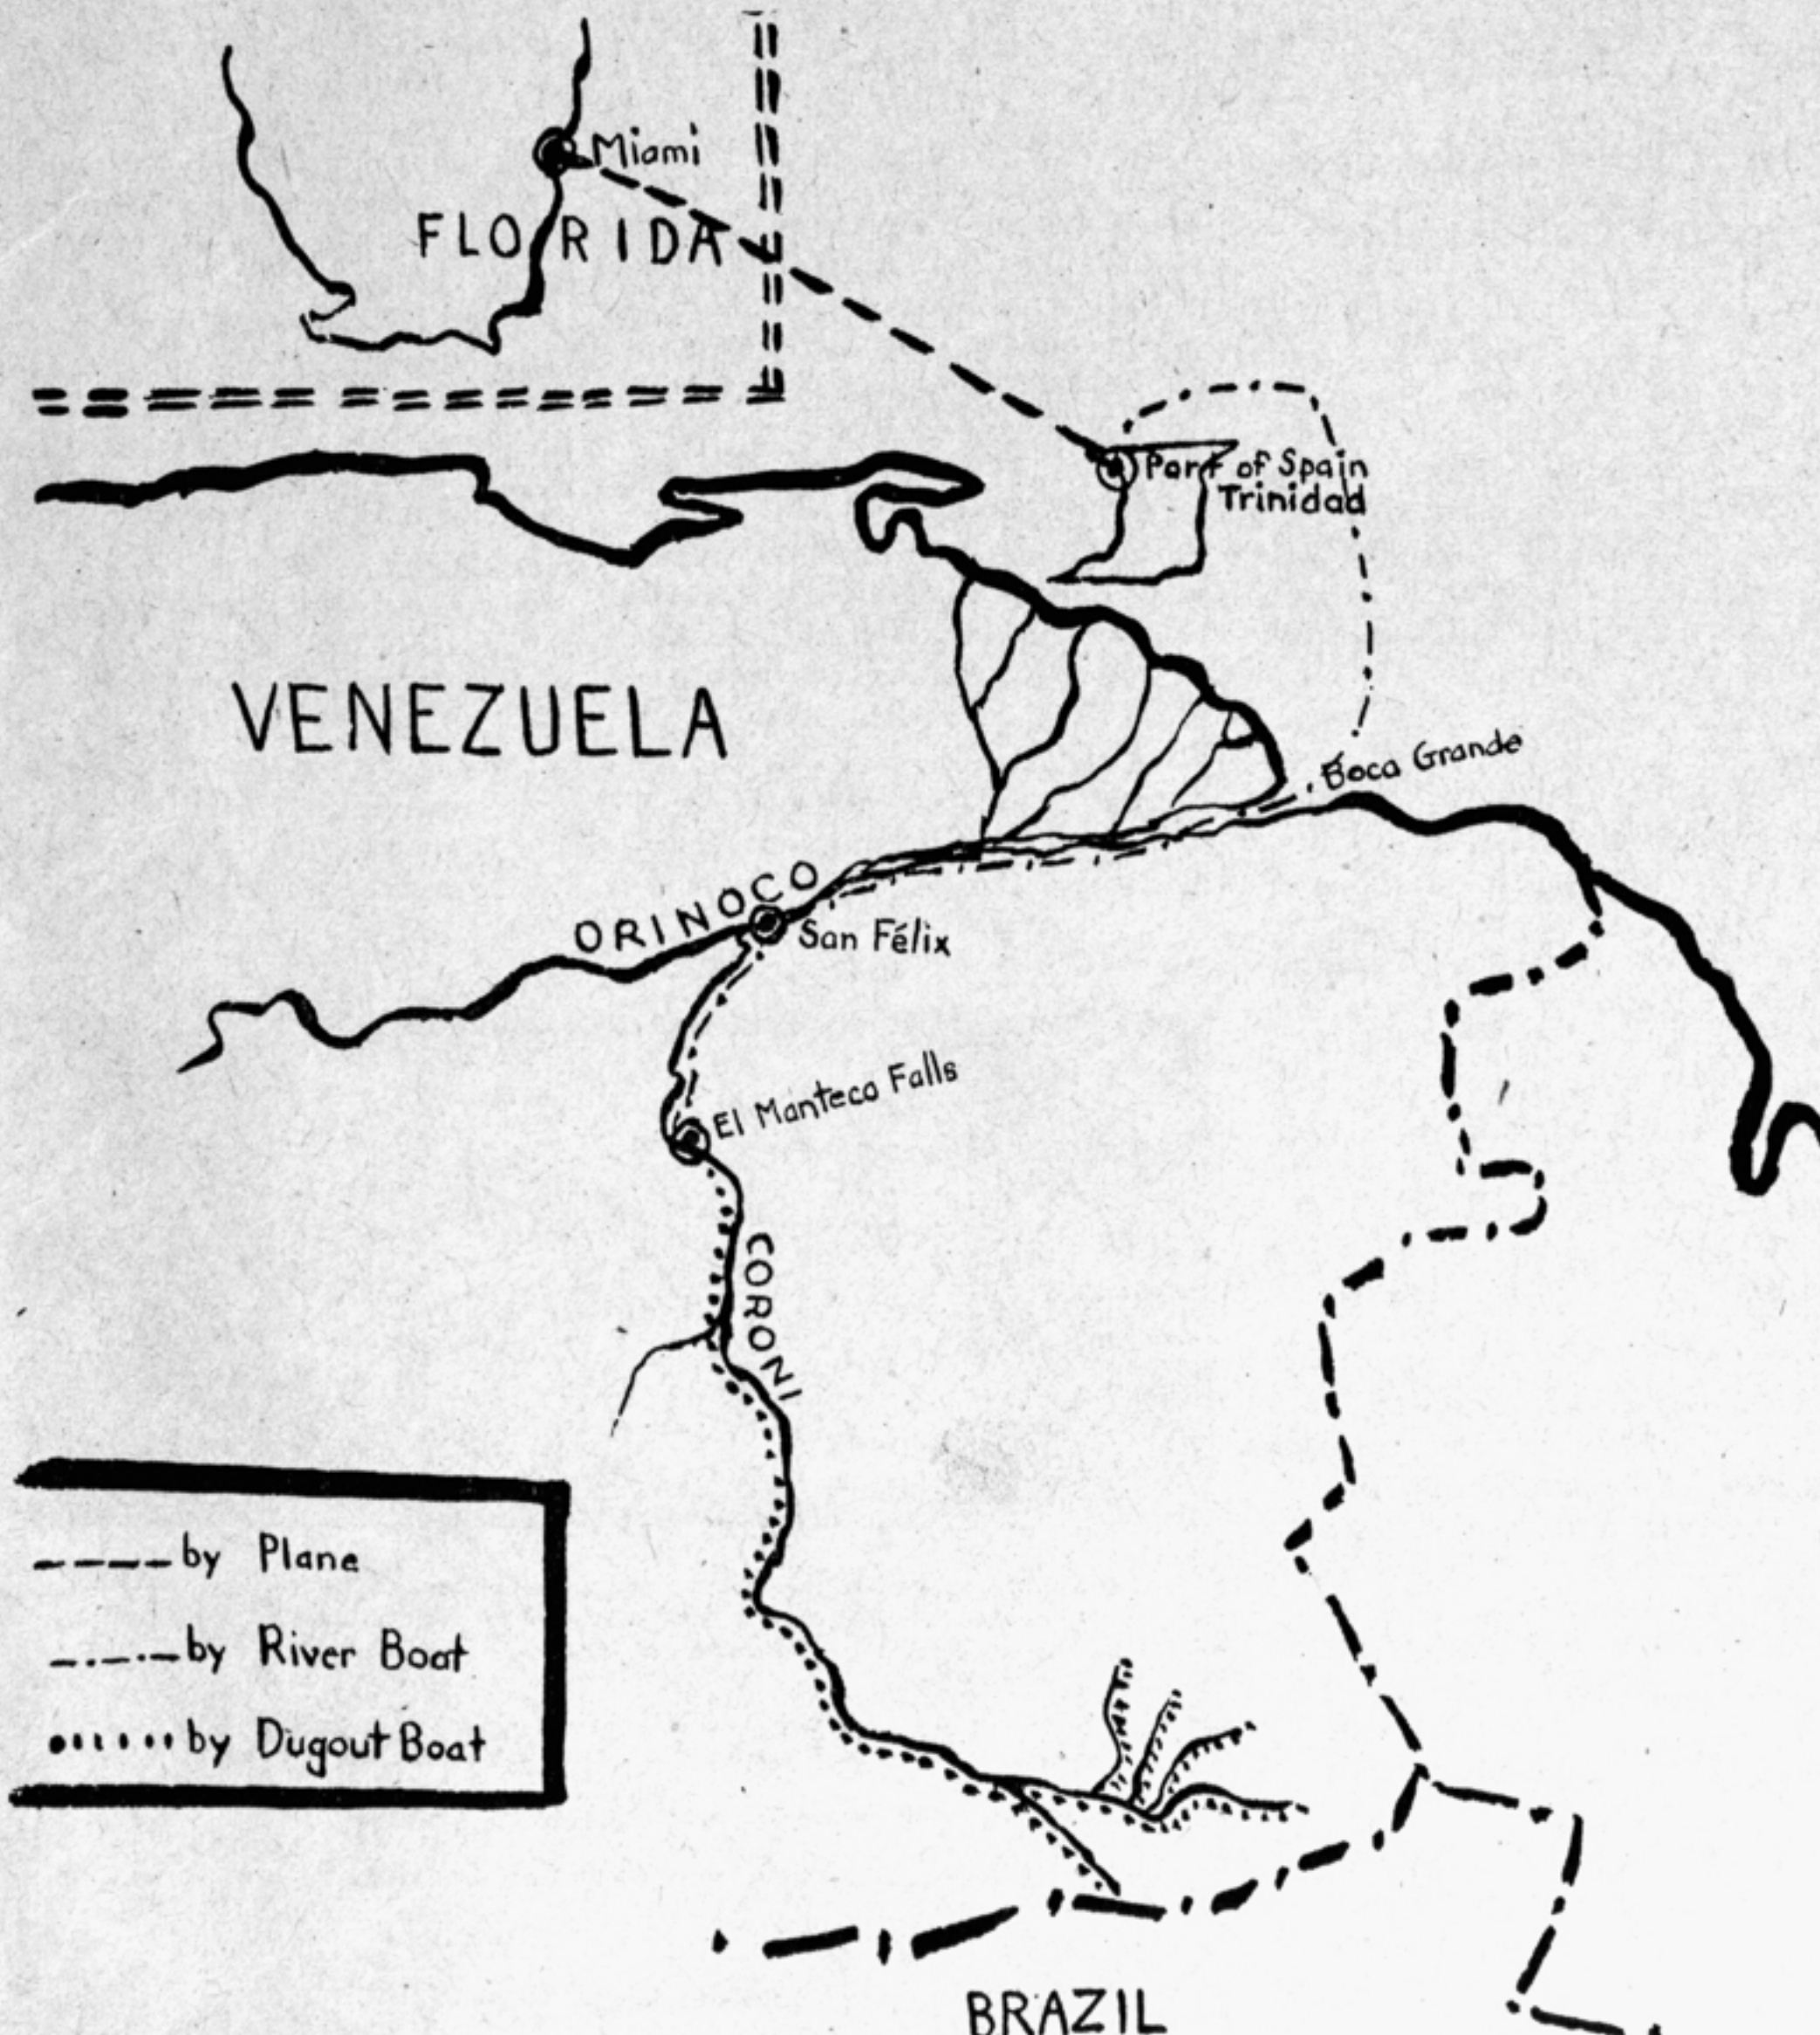 Miami
FLORIDA
Port of Spain
Trinidad
VENEZUELA
Boca Grande
ORINOCO
San Félix
El Manteco Falls
CORONI
by Plane
by River Boat
by Dugout Boat
BRAZIL